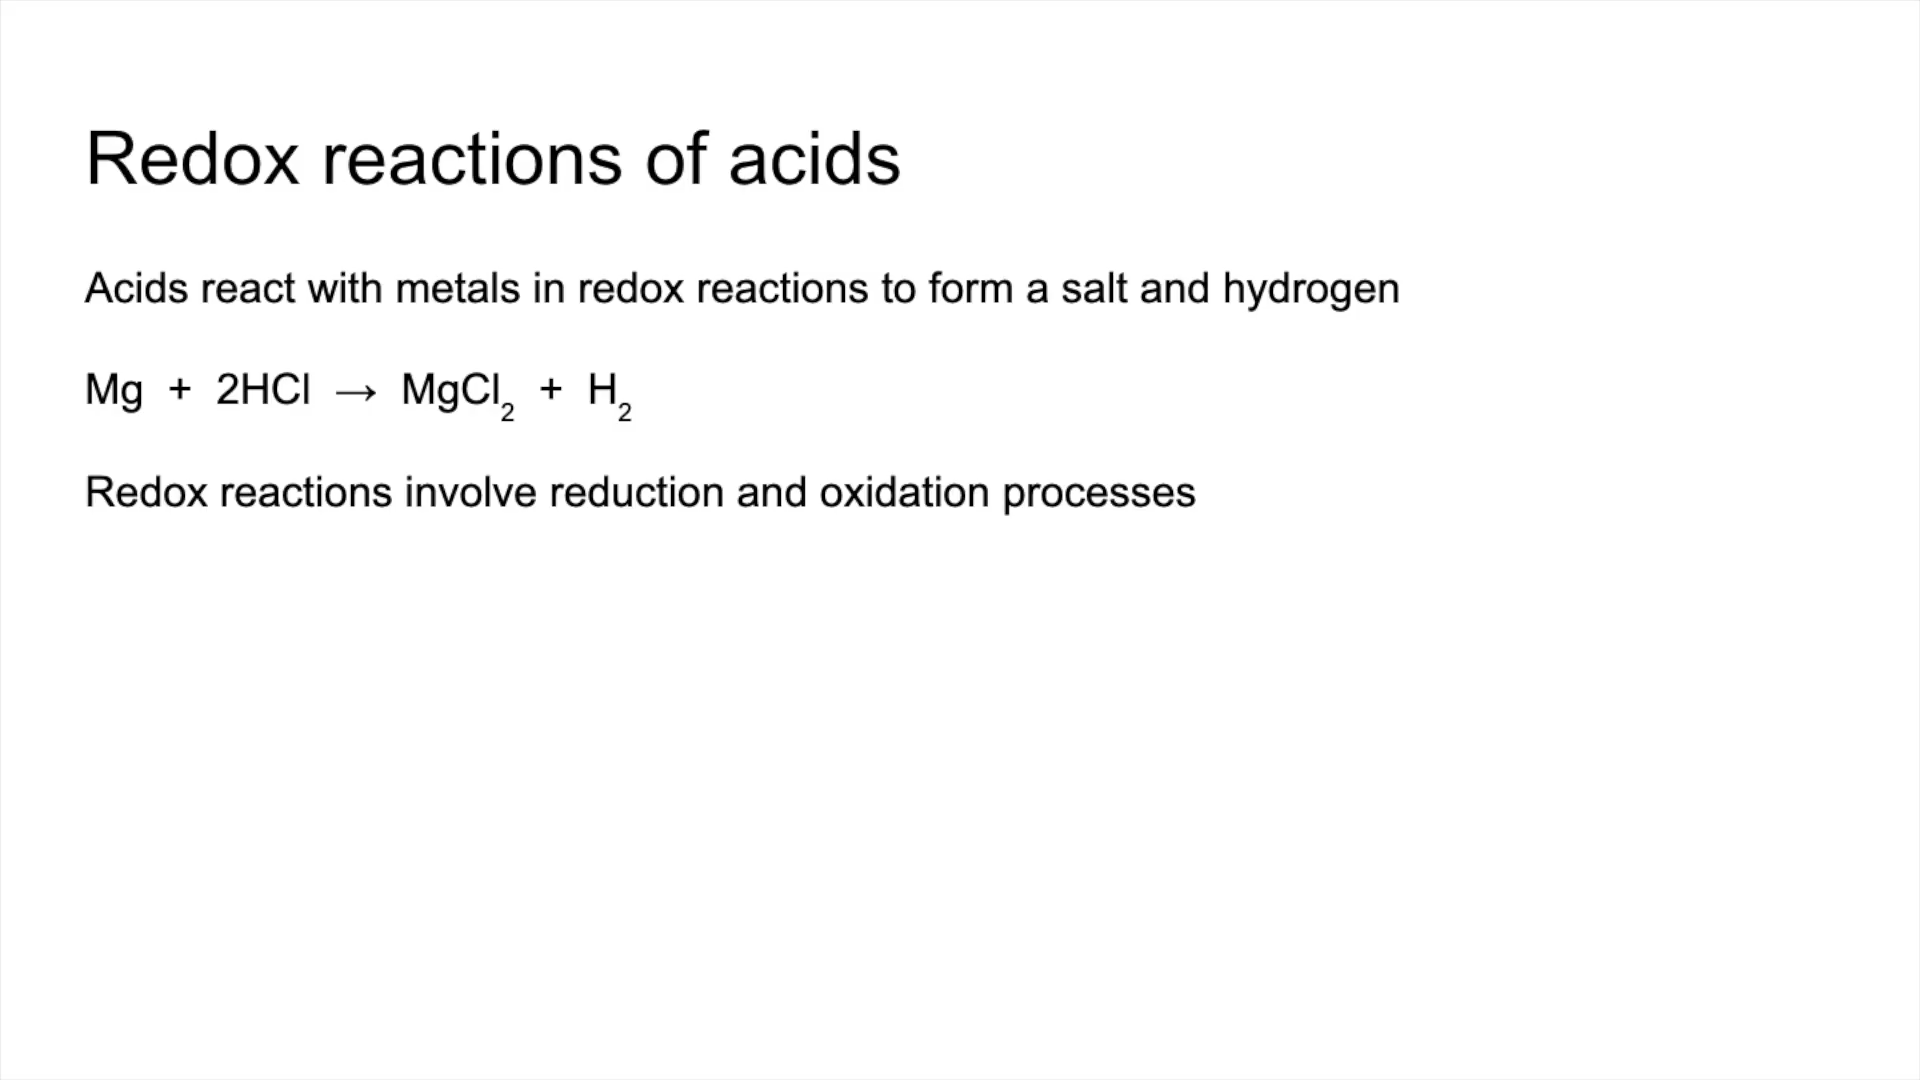 Redox reactions of acids
Acids react with metals in redox reactions to form a salt and hydrogen
Mg + 2HCl → MgCl₂ + H₂
Redox reactions involve reduction and oxidation processes